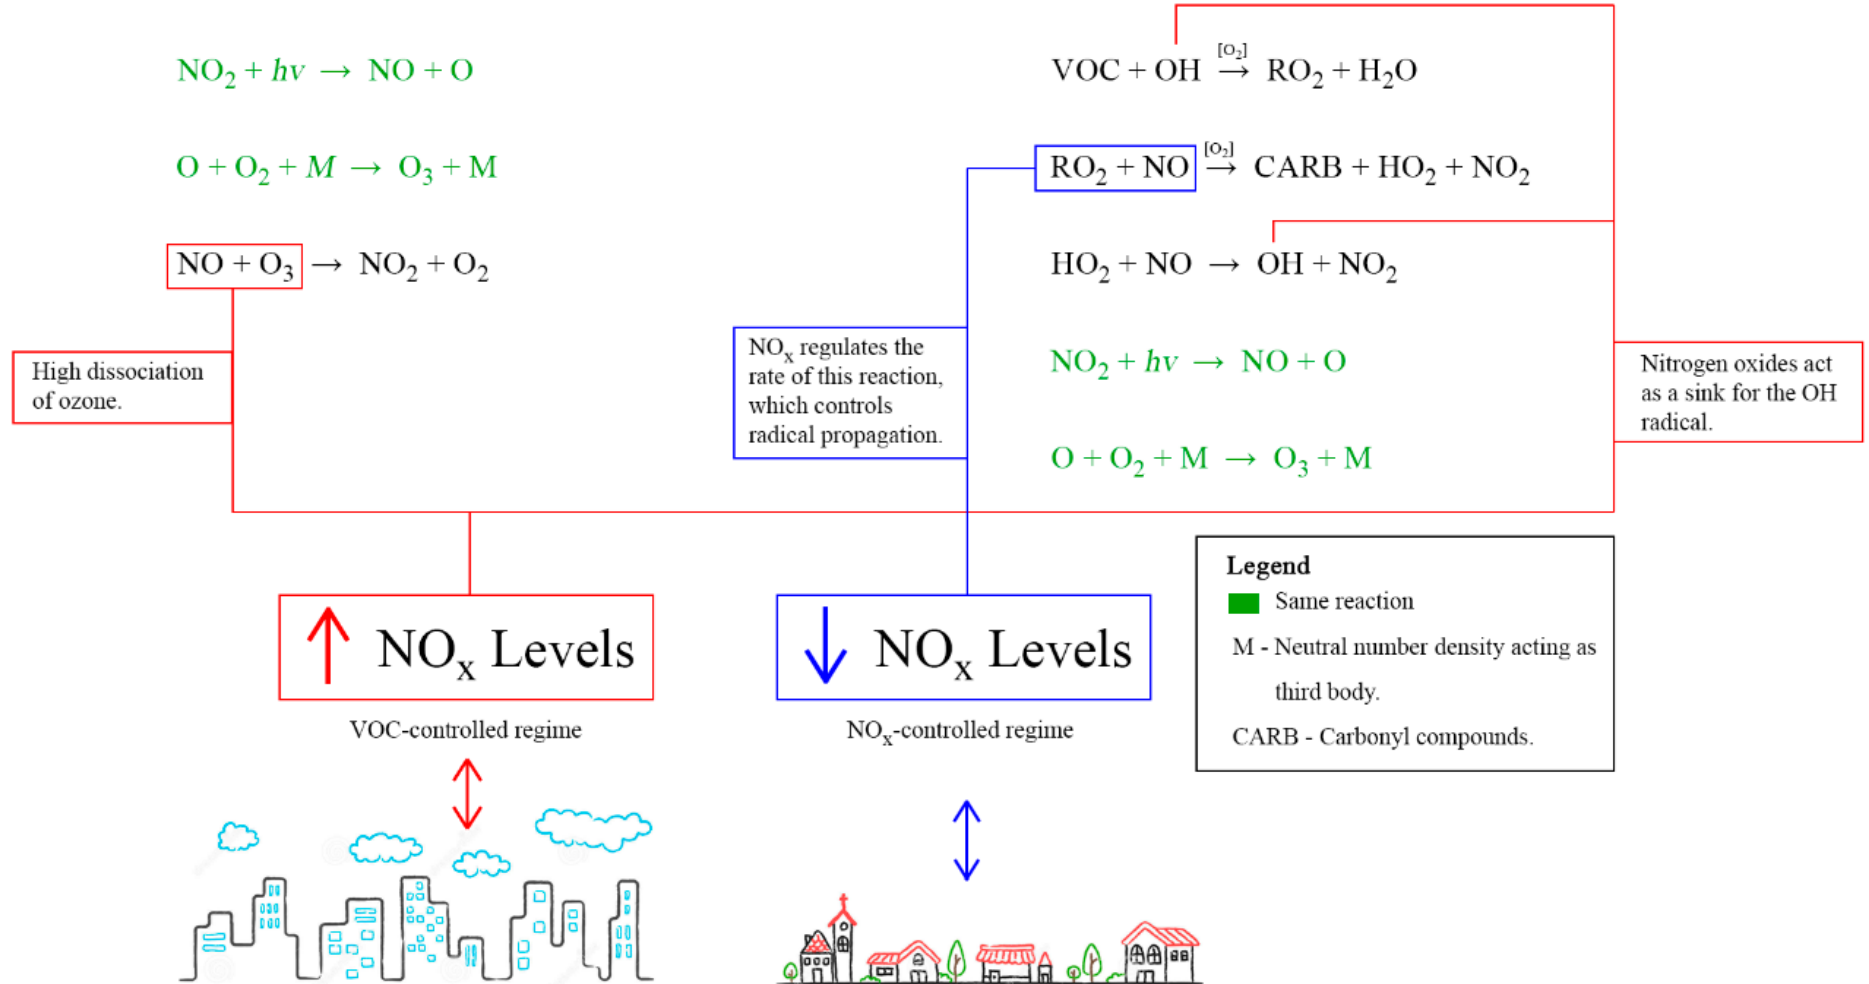 NO₂ + hv → NO + O
O + O₂ + M → O₃ + M
NO + O₃ → NO₂ + O₂
High dissociation
of ozone.
VOC + OH [O₂] → RO₂ + H₂O
RO₂ + NO [O₂] → CARB + HO₂ + NO₂
HO₂ + NO → OH + NO₂
NO₂ + hv → NO + O
O + O₂ + M → O₃ + M
NOₓ regulates the
rate of this reaction,
which controls
radical propagation.
Nitrogen oxides act
as a sink for the OH
radical.
↑ NOₓ Levels
VOC-controlled regime
↓ NOₓ Levels
NOₓ-controlled regime
Legend
Same reaction
M - Neutral number density acting as
third body.
CARB - Carbonyl compounds.